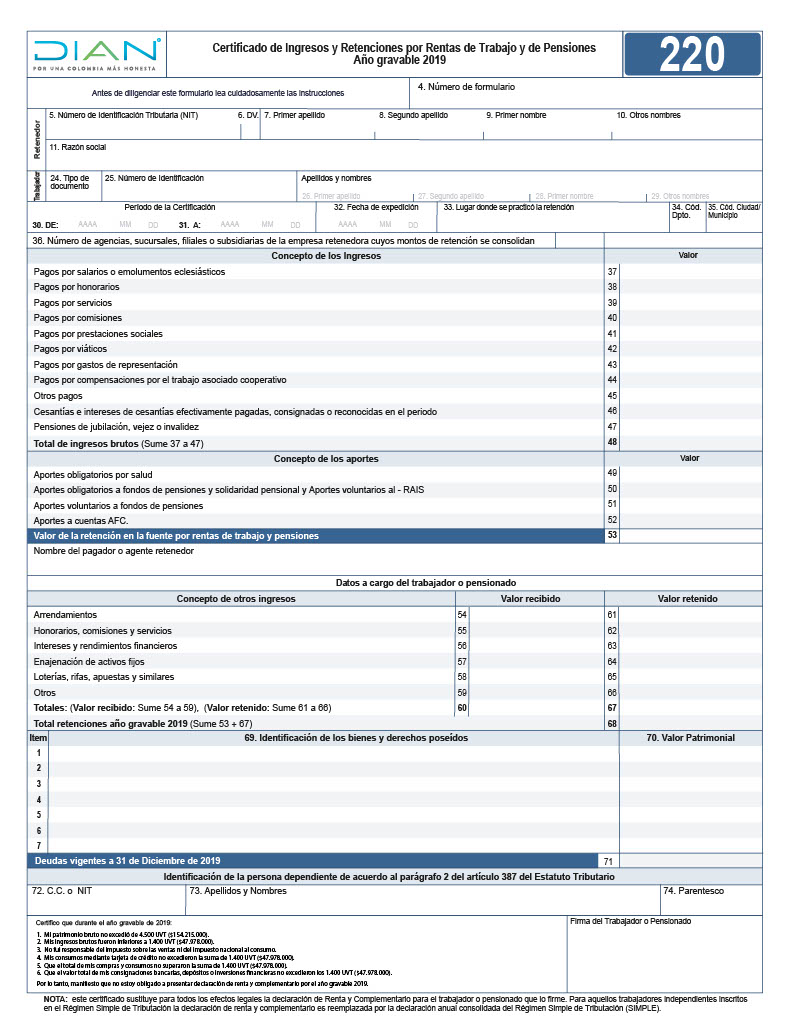 DIAN
POR UNA COLOMBIA MÁS HONESTA
Certificado de Ingresos y Retenciones por Rentas de Trabajo y de Pensiones
Año gravable 2019
220
Antes de diligenciar este formulario lea cuidadosamente las instrucciones
4. Número de formulario
Retenedor
5. Número de Identificación Tributaria (NIT) 6. DV. 7. Primer apellido 8. Segundo apellido 9. Primer nombre 10. Otros nombres
11. Razón social
Trabajador
24. Tipo de documento 25. Número de Identificación Apellidos y nombres
26. Primer apellido 27. Segundo apellido 28. Primer nombre 29. Otros nombres
Período de la Certificación 32. Fecha de expedición 33. Lugar donde se practicó la retención 34. Cód. Dpto. 35. Cód. Ciudad/ Municipio
30. DE: AAAA MM DD 31. A: AAAA MM DD AAAA MM DD
36. Número de agencias, sucursales, filiales o subsidiarias de la empresa retenedora cuyos montos de retención se consolidan
Concepto de los Ingresos Valor
Pagos por salarios o emolumentos eclesiásticos 37
Pagos por honorarios 38
Pagos por servicios 39
Pagos por comisiones 40
Pagos por prestaciones sociales 41
Pagos por viáticos 42
Pagos por gastos de representación 43
Pagos por compensaciones por el trabajo asociado cooperativo 44
Otros pagos 45
Cesantías e intereses de cesantías efectivamente pagadas, consignadas o reconocidas en el periodo 46
Pensiones de jubilación, vejez o invalidez 47
Total de ingresos brutos (Sume 37 a 47) 48
Concepto de los aportes Valor
Aportes obligatorios por salud 49
Aportes obligatorios a fondos de pensiones y solidaridad pensional y Aportes voluntarios al - RAIS 50
Aportes voluntarios a fondos de pensiones 51
Aportes a cuentas AFC. 52
Valor de la retención en la fuente por rentas de trabajo y pensiones 53
Nombre del pagador o agente retenedor
Datos a cargo del trabajador o pensionado
Concepto de otros ingresos Valor recibido Valor retenido
Arrendamientos 54 61
Honorarios, comisiones y servicios 55 62
Intereses y rendimientos financieros 56 63
Enajenación de activos fijos 57 64
Loterías, rifas, apuestas y similares 58 65
Otros 59 66
Totales: (Valor recibido: Sume 54 a 59), (Valor retenido: Sume 61 a 66) 60 67
Total retenciones año gravable 2019 (Sume 53 + 67) 68
Item 69. Identificación de los bienes y derechos poseídos 70. Valor Patrimonial
1
2
3
4
5
6
7
Deudas vigentes a 31 de Diciembre de 2019 71
Identificación de la persona dependiente de acuerdo al parágrafo 2 del artículo 387 del Estatuto Tributario
72. C.C. o NIT 73. Apellidos y Nombres 74. Parentesco
Certifico que durante el año gravable de 2019:
1. Mi patrimonio bruto no excedió de 4.500 UVT ($154.215.000).
2. Mis ingresos brutos fueron inferiores a 1.400 UVT ($47.978.000).
3. No fui responsable del impuesto sobre las ventas ni del impuesto nacional al consumo.
4. Mis consumos mediante tarjeta de crédito no excedieron la suma de 1.400 UVT ($47.978.000).
5. Que el total de mis compras y consumos no superaron la suma de 1.400 UVT ($47.978.000).
6. Que el valor total de mis consignaciones bancarias, depósitos o inversiones financieras no excedieron los 1.400 UVT ($47.978.000).
Por lo tanto, manifiesto que no estoy obligado a presentar declaración de renta y complementario por el año gravable 2019.
Firma del Trabajador o Pensionado
NOTA: este certificado sustituye para todos los efectos legales la declaración de Renta y Complementario para el trabajador o pensionado que lo firme. Para aquellos trabajadores independientes inscritos
en el Régimen Simple de Tributación la declaración de renta y complementario es reemplazada por la declaración anual consolidada del Régimen Simple de Tributación (SIMPLE).